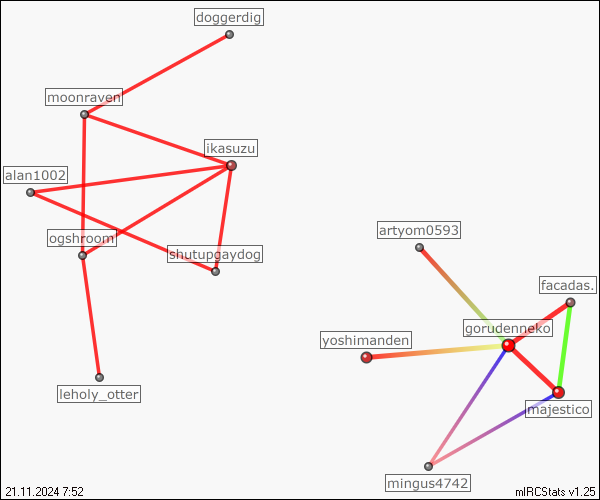 doggerdig
moonraven
ikasuzu
alan1002
ogshroom
shutupgaydog
artyom0593
facadas.
gorudenneko
yoshimanden
leholy_otter
majestico
mingus4742
21.11.2024 7:52
mIRCStats v1.25